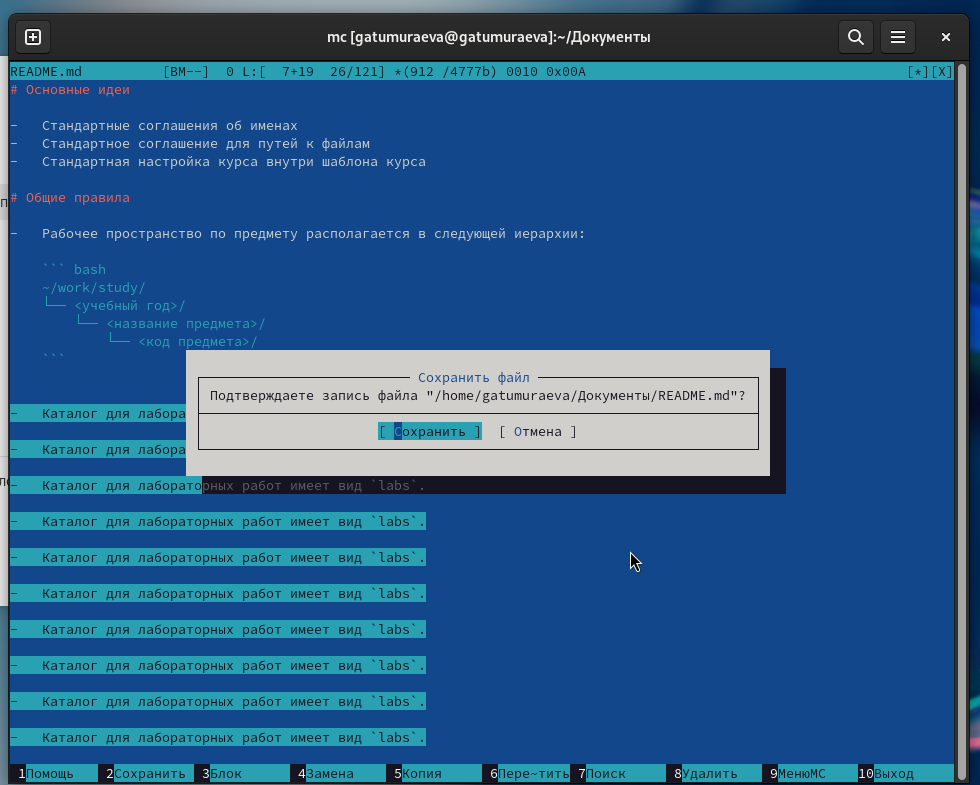 mc [gatumuraeva@gatumuraeva]:~/Документы
README.md [BM--] 0 L:[ 7+19 26/121] *(912 /4777b) 0010 0x00A [*][X]
# Основные идеи
- Стандартные соглашения об именах
- Стандартное соглашение для путей к файлам
- Стандартная настройка курса внутри шаблона курса
# Общие правила
- Рабочее пространство по предмету располагается в следующей иерархии:
``` bash
~/work/study/
└── <учебный год>/
└── <название предмета>/
└── <код предмета>/
```
Сохранить файл
Подтверждаете запись файла "/home/gatumuraeva/Документы/README.md"?
[ Сохранить ] [ Отмена ]
- Каталог для лабора
- Каталог для лабора
- Каталог для лабораторных работ имеет вид `labs`.
- Каталог для лабораторных работ имеет вид `labs`.
- Каталог для лабораторных работ имеет вид `labs`.
- Каталог для лабораторных работ имеет вид `labs`.
- Каталог для лабораторных работ имеет вид `labs`.
- Каталог для лабораторных работ имеет вид `labs`.
- Каталог для лабораторных работ имеет вид `labs`.
- Каталог для лабораторных работ имеет вид `labs`.
1Помощь 2Сохранить 3Блок 4Замена 5Копия 6Пере~тить 7Поиск 8Удалить 9МенюМС 10Выход